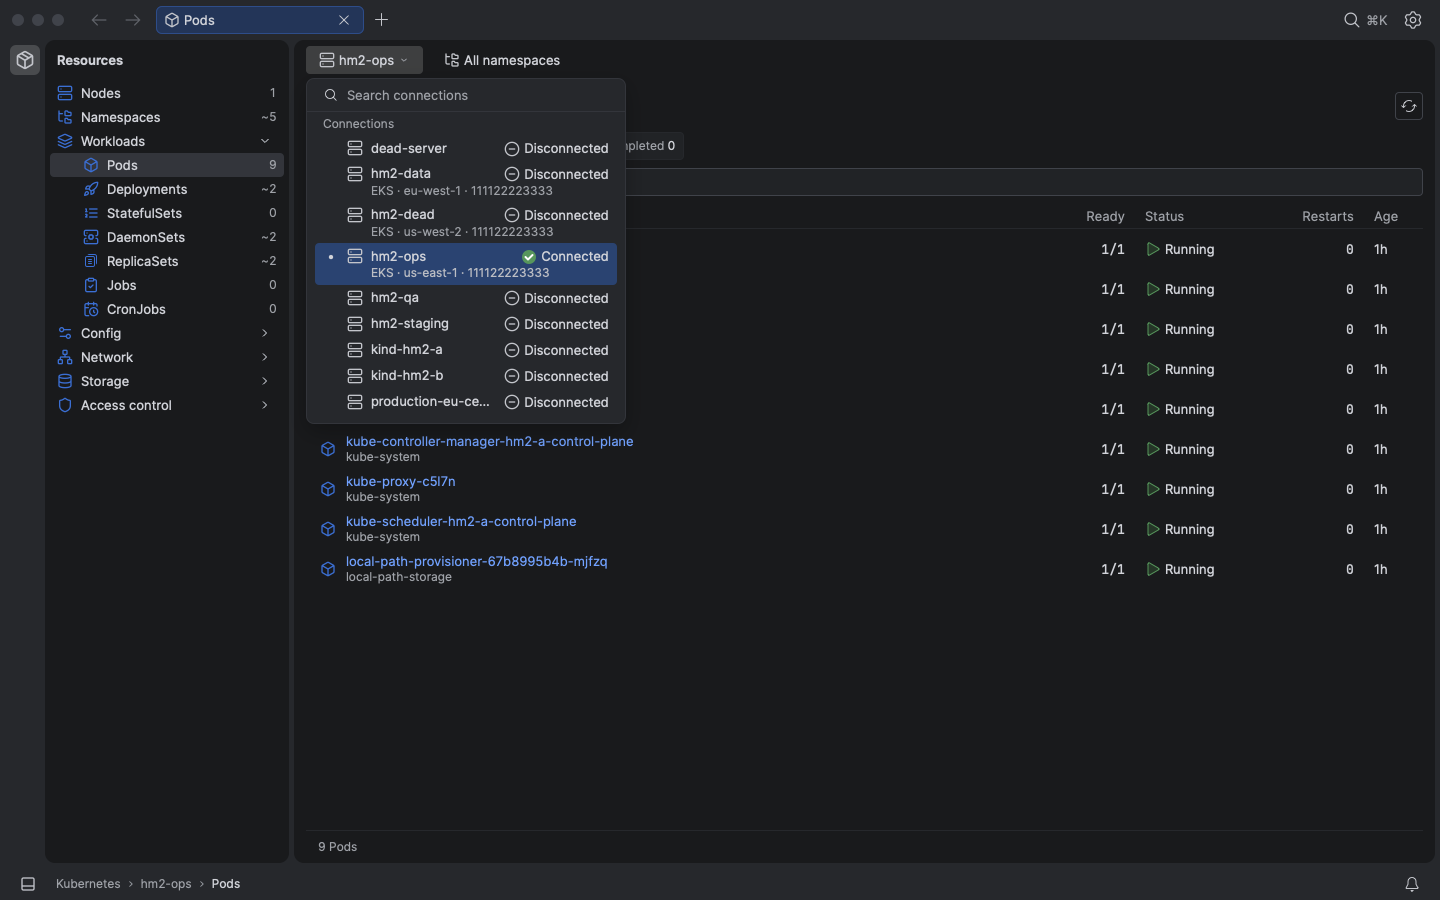 Pods
⌘K
Resources
Nodes 1
Namespaces ~5
Workloads
Pods 9
Deployments ~2
StatefulSets 0
DaemonSets ~2
ReplicaSets ~2
Jobs 0
CronJobs 0
Config
Network
Storage
Access control
hm2-ops All namespaces
Search connections
Connections
dead-server Disconnected
hm2-data Disconnected
EKS · eu-west-1 · 111122223333
hm2-dead Disconnected
EKS · us-west-2 · 111122223333
hm2-ops Connected
EKS · us-east-1 · 111122223333
hm2-qa Disconnected
hm2-staging Disconnected
kind-hm2-a Disconnected
kind-hm2-b Disconnected
production-eu-ce... Disconnected
mpleted 0
Ready Status Restarts Age
1/1 Running 0 1h
1/1 Running 0 1h
1/1 Running 0 1h
1/1 Running 0 1h
1/1 Running 0 1h
kube-controller-manager-hm2-a-control-plane 1/1 Running 0 1h
kube-system
kube-proxy-c5l7n 1/1 Running 0 1h
kube-system
kube-scheduler-hm2-a-control-plane 1/1 Running 0 1h
kube-system
local-path-provisioner-67b8995b4b-mjfzq 1/1 Running 0 1h
local-path-storage
9 Pods
Kubernetes › hm2-ops › Pods